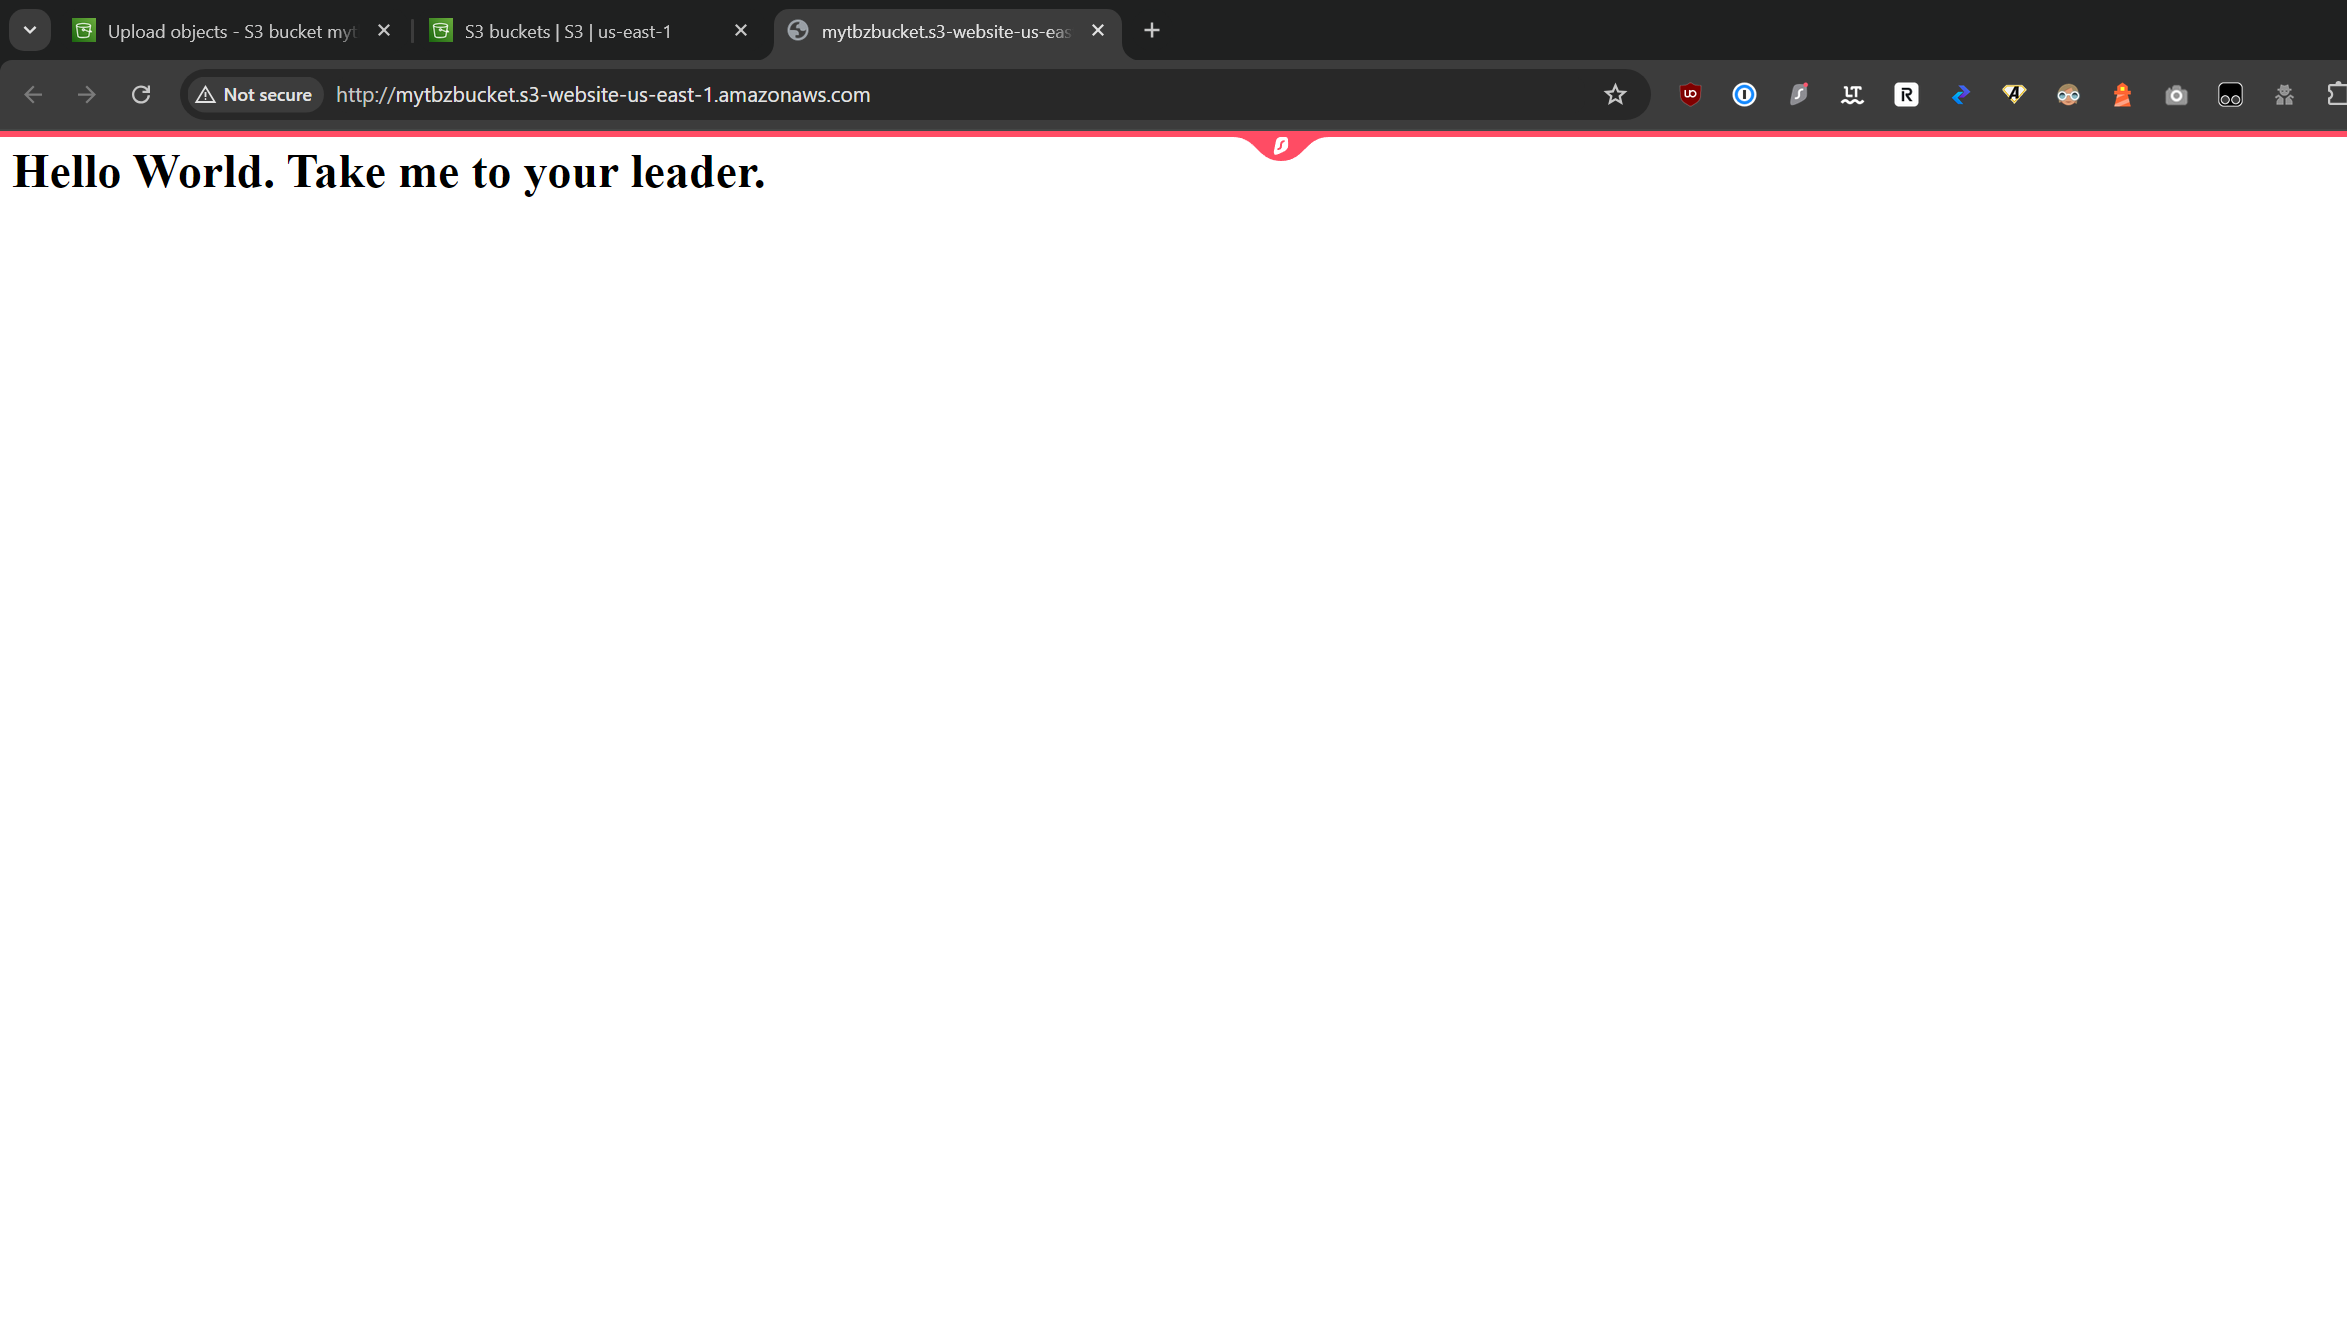 Upload objects - S3 bucket myt
S3 buckets | S3 | us-east-1
mytbzbucket.s3-website-us-eas
Not secure
http://mytbzbucket.s3-website-us-east-1.amazonaws.com
Hello World. Take me to your leader.